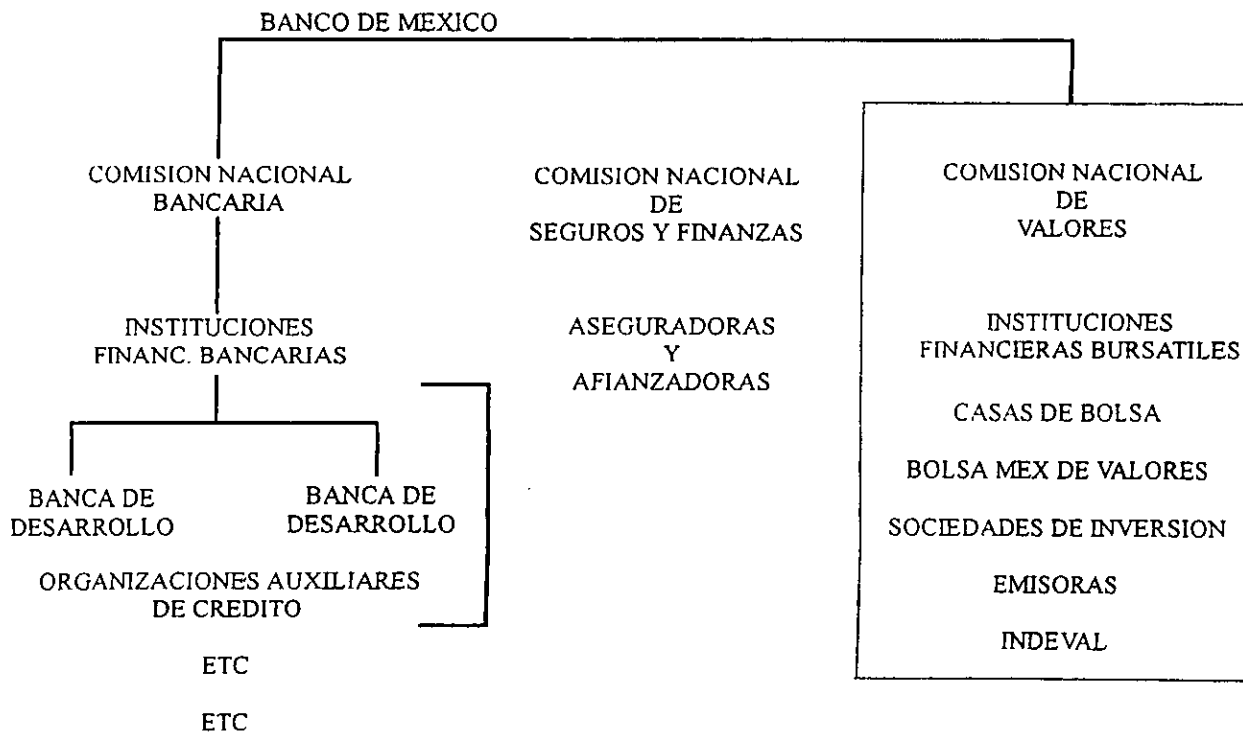 BANCO DE MEXICO
COMISION NACIONAL
BANCARIA
COMISION NACIONAL
DE
SEGUROS Y FINANZAS
COMISION NACIONAL
DE
VALORES
INSTITUCIONES
FINANC. BANCARIAS
ASEGURADORAS
Y
AFIANZADORAS
INSTITUCIONES
FINANCIERAS BURSATILES
CASAS DE BOLSA
BOLSA MEX DE VALORES
SOCIEDADES DE INVERSION
EMISORAS
INDEVAL
BANCA DE
DESARROLLO
BANCA DE
DESARROLLO
ORGANIZACIONES AUXILIARES
DE CREDITO
ETC
ETC